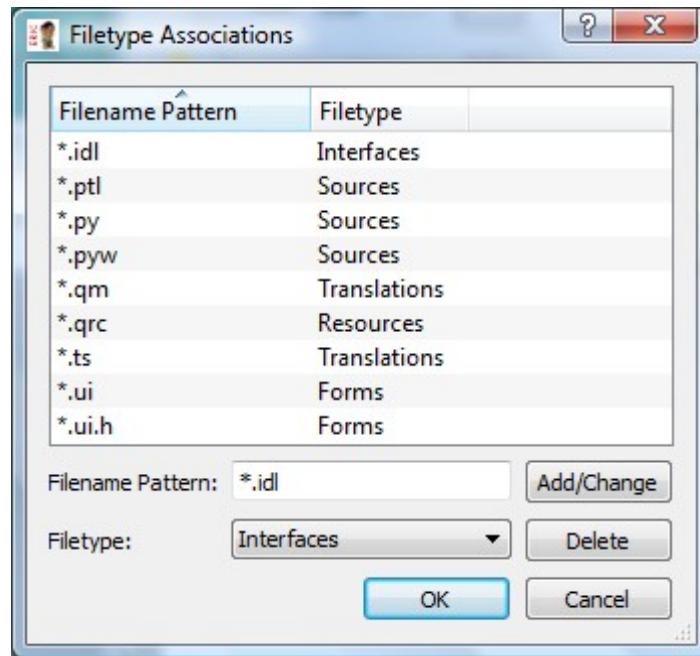 ERIC Filetype Associations
Filename Pattern Filetype
*.idl Interfaces
*.ptl Sources
*.py Sources
*.pyw Sources
*.qm Translations
*.qrc Resources
*.ts Translations
*.ui Forms
*.ui.h Forms
Filename Pattern: *.idl Add/Change
Filetype: Interfaces Delete
OK Cancel